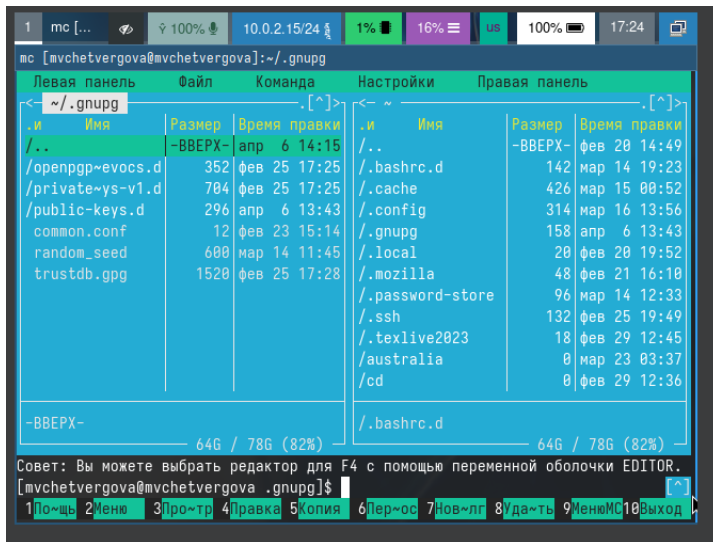 1 mc [... 100% 10.0.2.15/24 1% 16% us 100% 17:24
mc [mvchetvergova@mvchetvergova]:~/.gnupg
Левая панель Файл Команда Настройки Правая панель
<— ~/.gnupg .[^]> <— ~ .[^]>
.и Имя Размер Время правки .и Имя Размер Время правки
/.. -ВВЕРХ- апр 6 14:15 /.. -ВВЕРХ- фев 20 14:49
/openpgp~evocs.d 352 фев 25 17:25 /.bashrc.d 142 мар 14 19:23
/private~ys-v1.d 704 фев 25 17:25 /.cache 426 мар 15 00:52
/public-keys.d 296 апр 6 13:43 /.config 314 мар 16 13:56
common.conf 12 фев 23 15:14 /.gnupg 158 апр 6 13:43
random_seed 600 мар 14 11:45 /.local 20 фев 20 19:52
trustdb.gpg 1520 фев 25 17:28 /.mozilla 48 фев 21 16:10
/.password-store 96 мар 14 12:33
/.ssh 132 фев 25 19:49
/.texlive2023 18 фев 29 12:45
/australia 0 мар 23 03:37
/cd 0 фев 29 12:36
-ВВЕРХ- /.bashrc.d
64G / 78G (82%) 64G / 78G (82%)
Совет: Вы можете выбрать редактор для F4 с помощью переменной оболочки EDITOR.
[mvchetvergova@mvchetvergova .gnupg]$ [^]
1По~щь 2Меню 3Про~тр 4Правка 5Копия 6Пер~ос 7Нов~лг 8Уда~ть 9МенюМС 10Выход